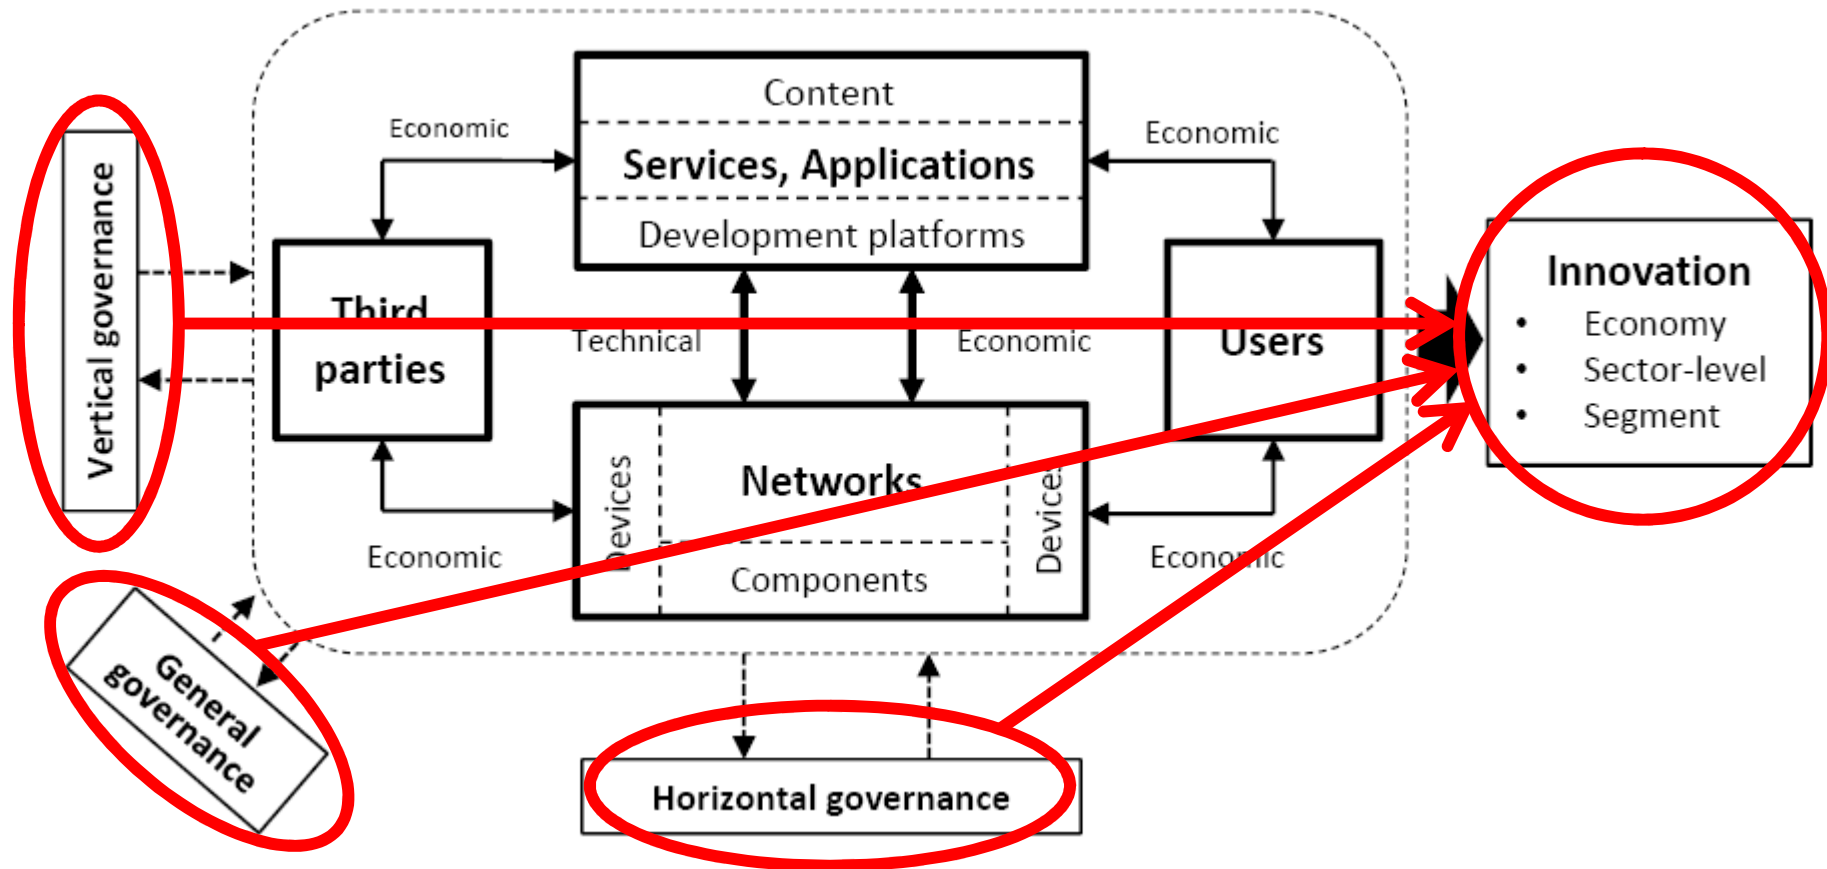 Content
Economic
Economic
Services, Applications
Development platforms
Vertical governance
Third
parties
Technical
Economic
Users
Innovation
• Economy
• Sector-level
• Segment
Devices
Networks
Devices
Components
Economic
Economic
General
governance
Horizontal governance